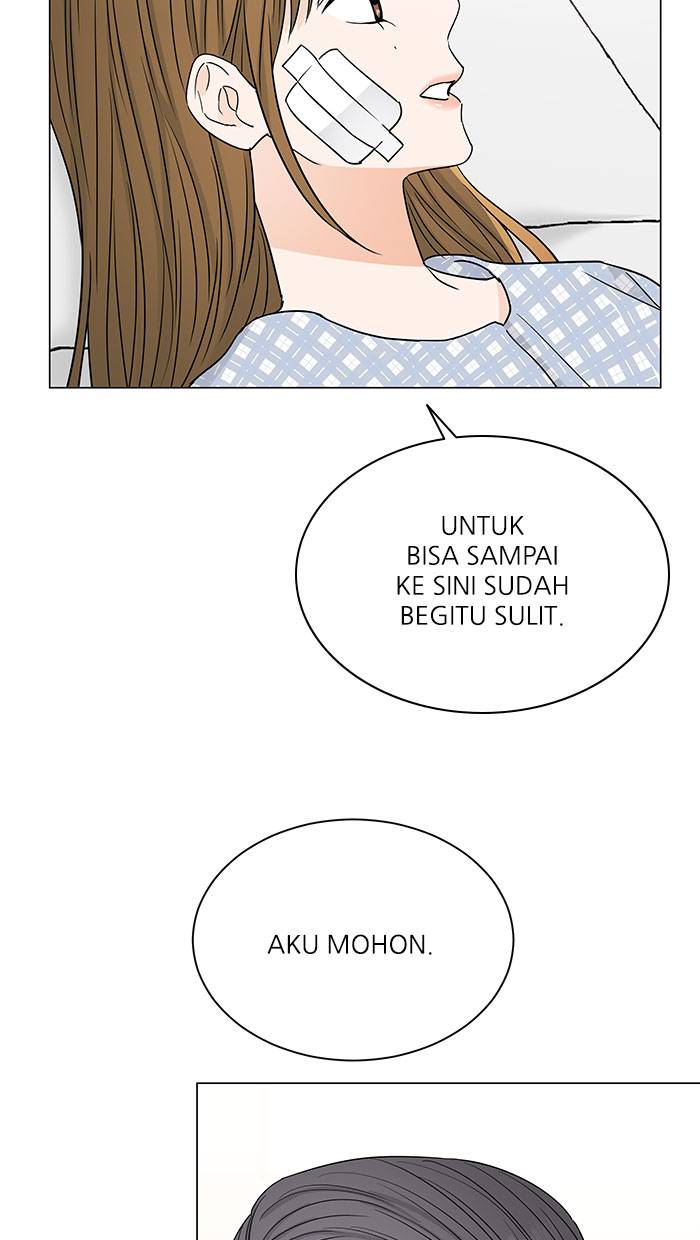 UNTUK
BISA SAMPAI
KE SINI SUDAH
BEGITU SULIT.
AKU MOHON.